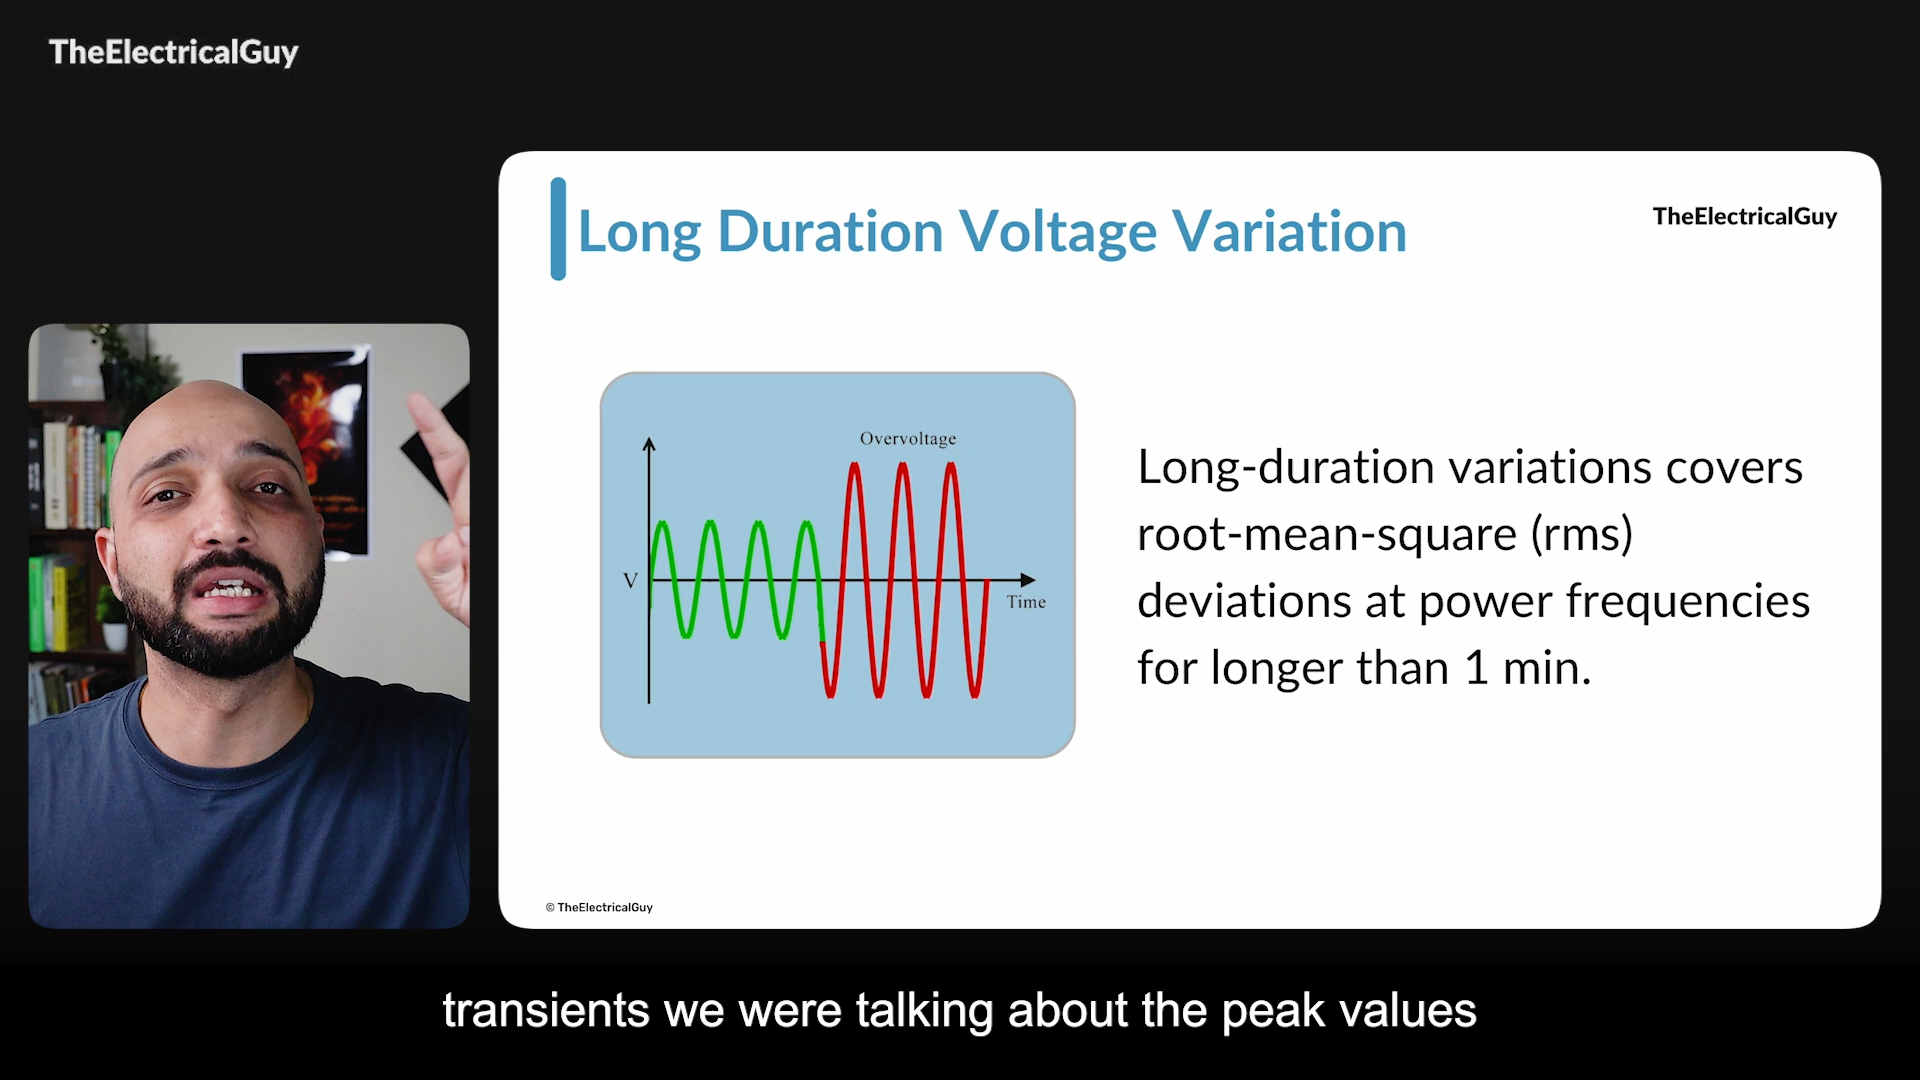 TheElectricalGuy
Long Duration Voltage Variation
TheElectricalGuy
Overvoltage
V
Time
Long-duration variations covers
root-mean-square (rms)
deviations at power frequencies
for longer than 1 min.
© TheElectricalGuy
transients we were talking about the peak values